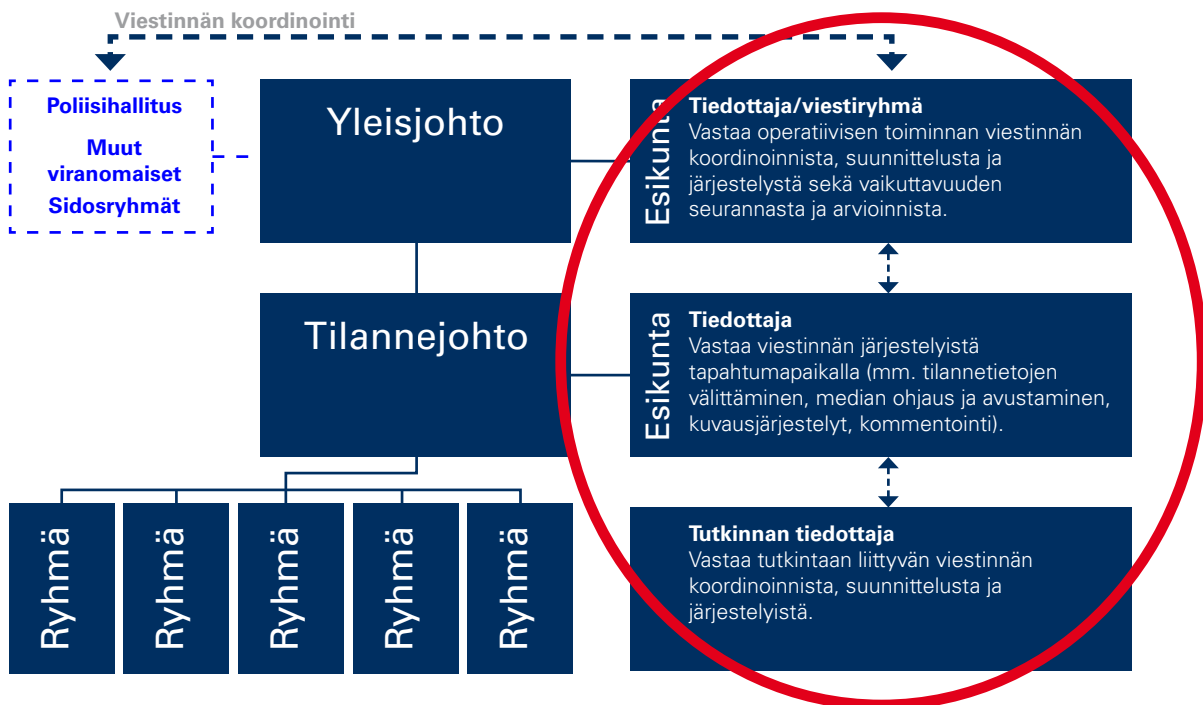 Viestinnän koordinointi
Poliisihallitus
Muut
viranomaiset
Sidosryhmät
Yleisjohto
Esikunta
Tiedottaja/viestiryhmä
Vastaa operatiivisen toiminnan viestinnän
koordinoinnista, suunnittelusta ja
järjestelystä sekä vaikuttavuuden
seurannasta ja arvioinnista.
Tilannejohto
Esikunta
Tiedottaja
Vastaa viestinnän järjestelyistä
tapahtumapaikalla (mm. tilannetietojen
välittäminen, median ohjaus ja avustaminen,
kuvausjärjestelyt, kommentointi).
Ryhmä
Ryhmä
Ryhmä
Ryhmä
Ryhmä
Tutkinnan tiedottaja
Vastaa tutkintaan liittyvän viestinnän
koordinoinnista, suunnittelusta ja
järjestelyistä.